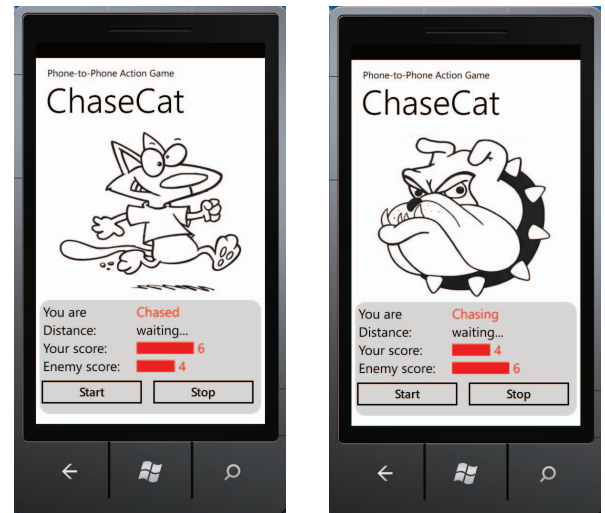 Phone-to-Phone Action Game
ChaseCat
You are Chased
Distance: waiting...
Your score: 6
Enemy score: 4
Start Stop
Phone-to-Phone Action Game
ChaseCat
You are Chasing
Distance: waiting...
Your score: 4
Enemy score: 6
Start Stop